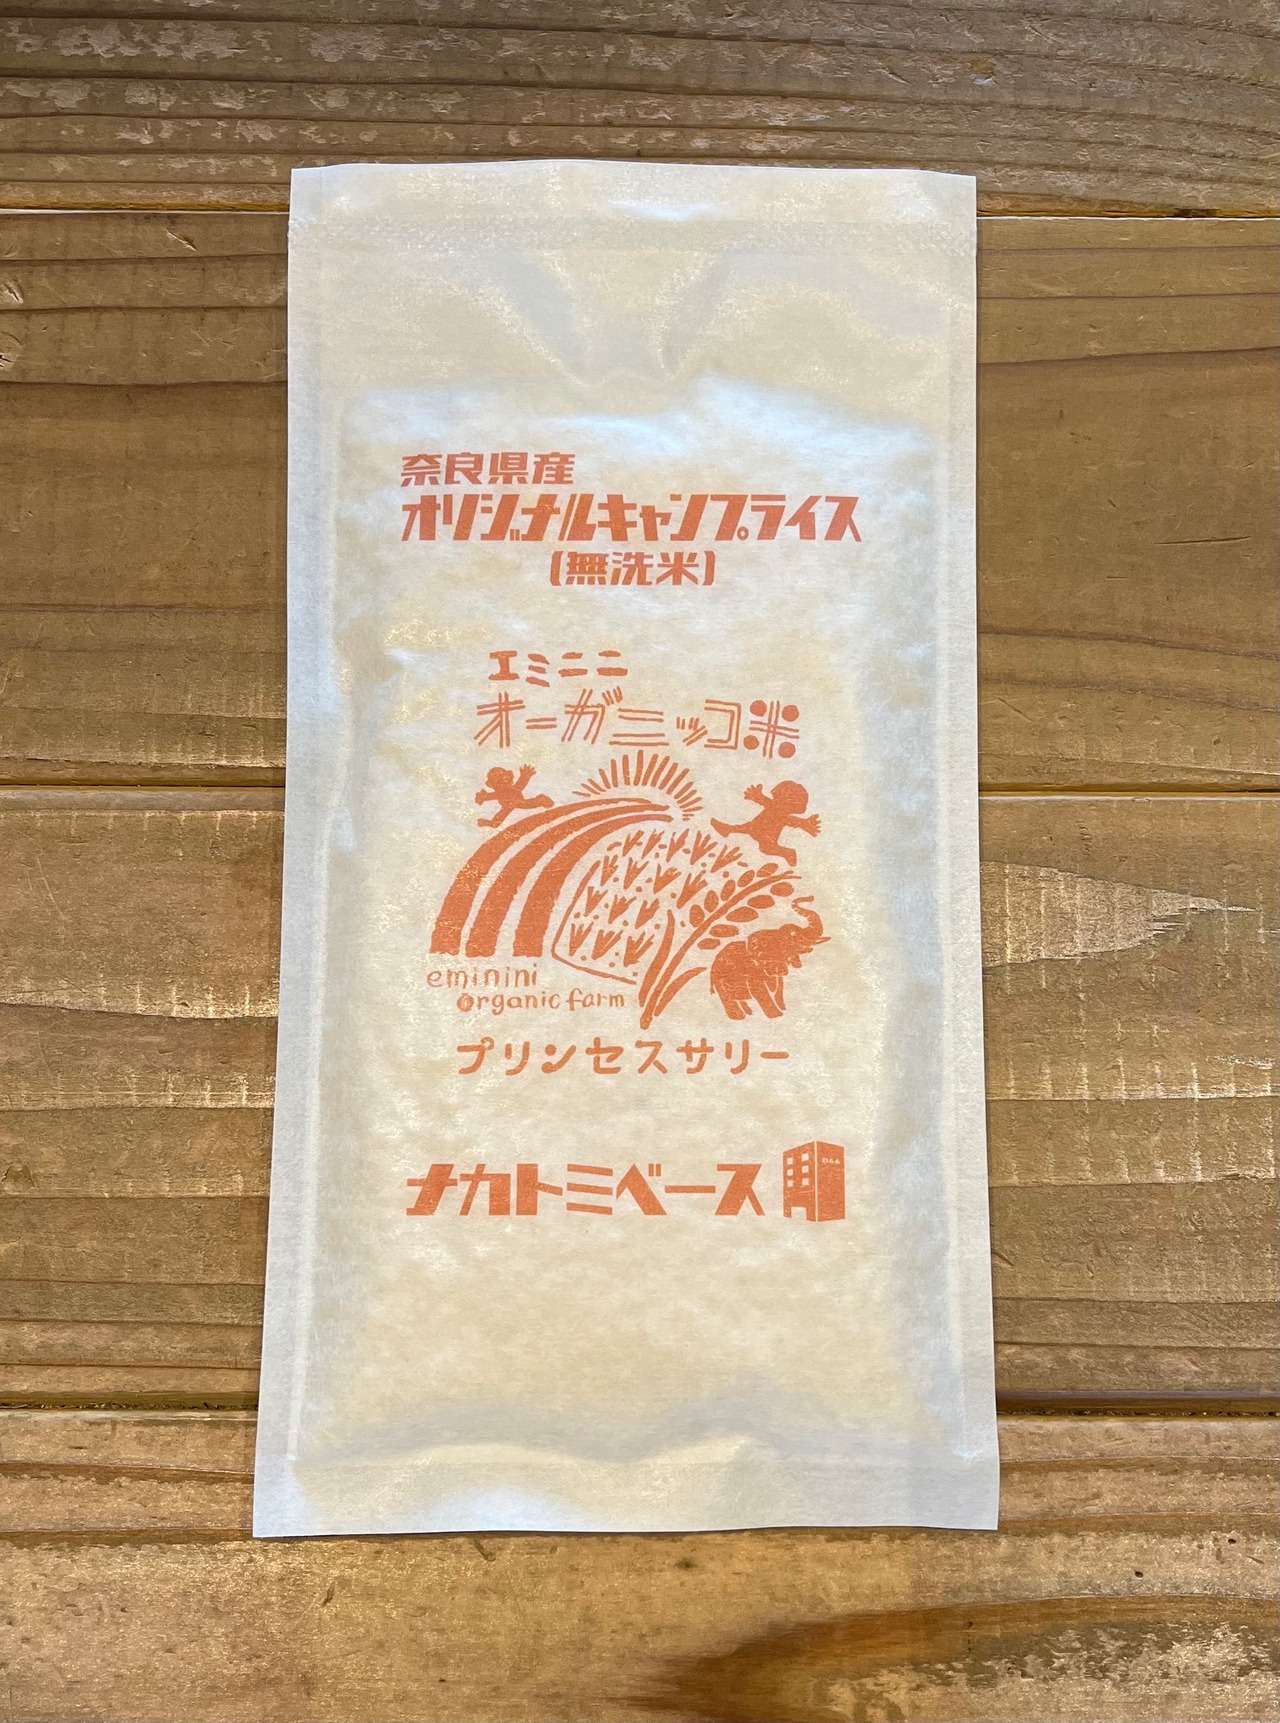 奈良県産
オリジナルキャンプライス
(無洗米)
エミニニ
オーガニッコ米
eminini
organic farm
プリンセスサリー
ナカトミベース